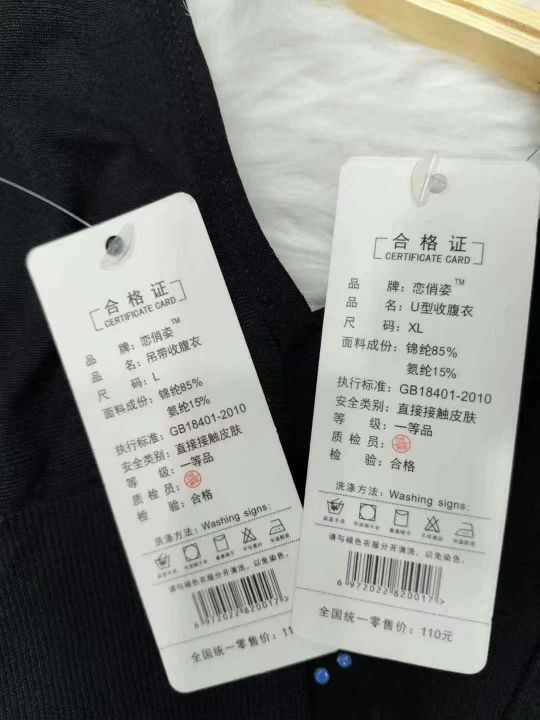 合格证
CERTIFICATE CARD
品 牌：恋俏姿™
品 名：吊带收腹衣
尺 码：L
面料成份：锦纶85%
氨纶15%
执行标准：GB18401-2010
安全类别：直接接触皮肤
等 级：一等品
质 检 员：
检 验：合格
洗涤方法：Washing signs:
请与褪色衣服分开清洗，以免染色。
6 972022 820017 >
全国统一零售价：11
合格证
CERTIFICATE CARD
品 牌：恋俏姿™
品 名：U型收腹衣
尺 码：XL
面料成份：锦纶85%
氨纶15%
执行标准：GB18401-2010
安全类别：直接接触皮肤
等 级：一等品
质 检 员：
检 验：合格
洗涤方法：Washing signs:
请与褪色衣服分开清洗、以免染色。
6 972022 820017 >
全国统一零售价：110元